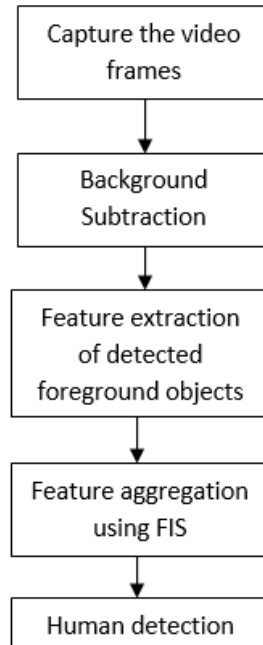 Capture the video
frames
Background
Subtraction
Feature extraction
of detected
foreground objects
Feature aggregation
using FIS
Human detection